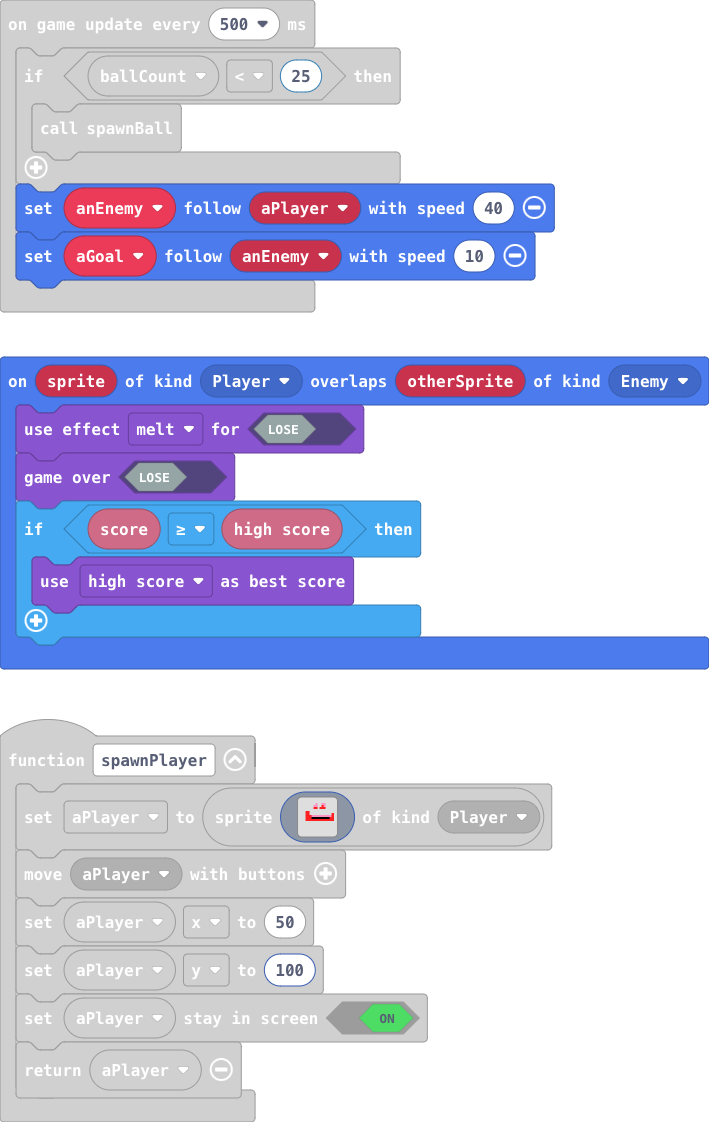 on game update every 500 ms
if ballCount < 25 then
call spawnBall
set anEnemy follow aPlayer with speed 40
set aGoal follow anEnemy with speed 10
on sprite of kind Player overlaps otherSprite of kind Enemy
use effect melt for LOSE
game over LOSE
if score ≥ high score then
use high score as best score
function spawnPlayer
set aPlayer to sprite of kind Player
move aPlayer with buttons
set aPlayer x to 50
set aPlayer y to 100
set aPlayer stay in screen ON
return aPlayer